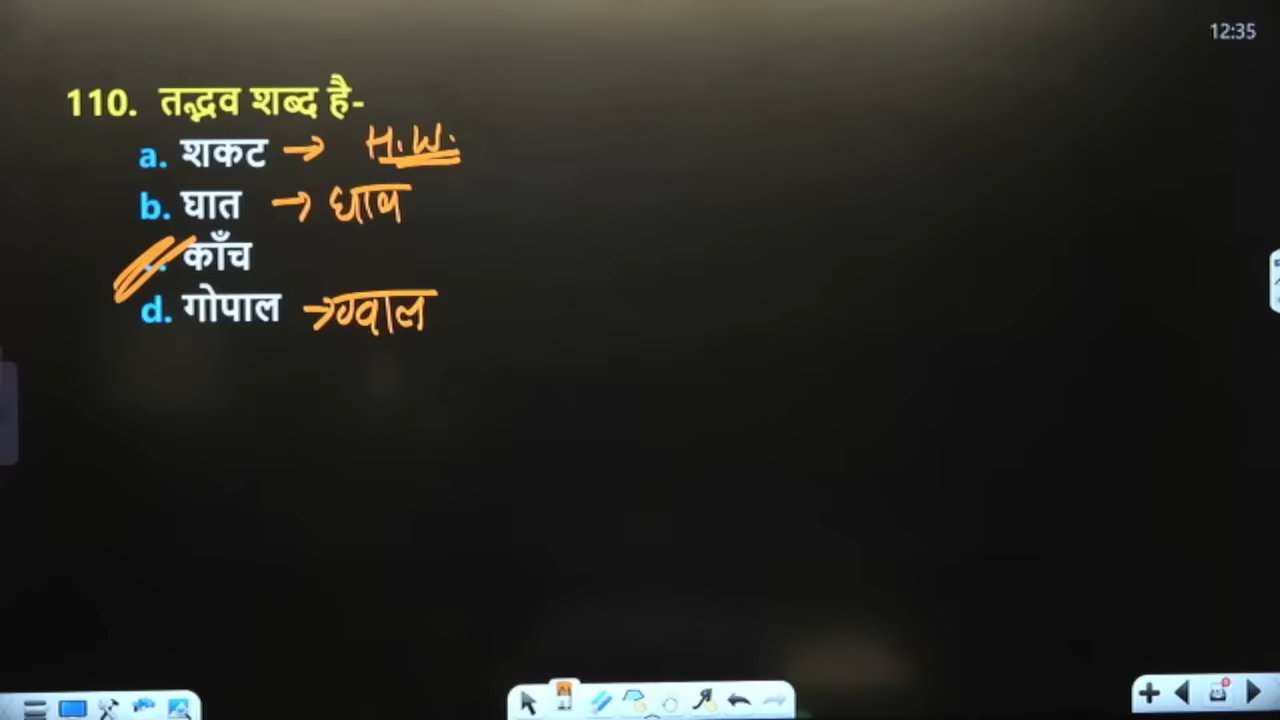 12:35
110. तद्भव शब्द है-
a. शकट → H.W.
b. घात → घाव
c. काँच
d. गोपाल → ग्वाल